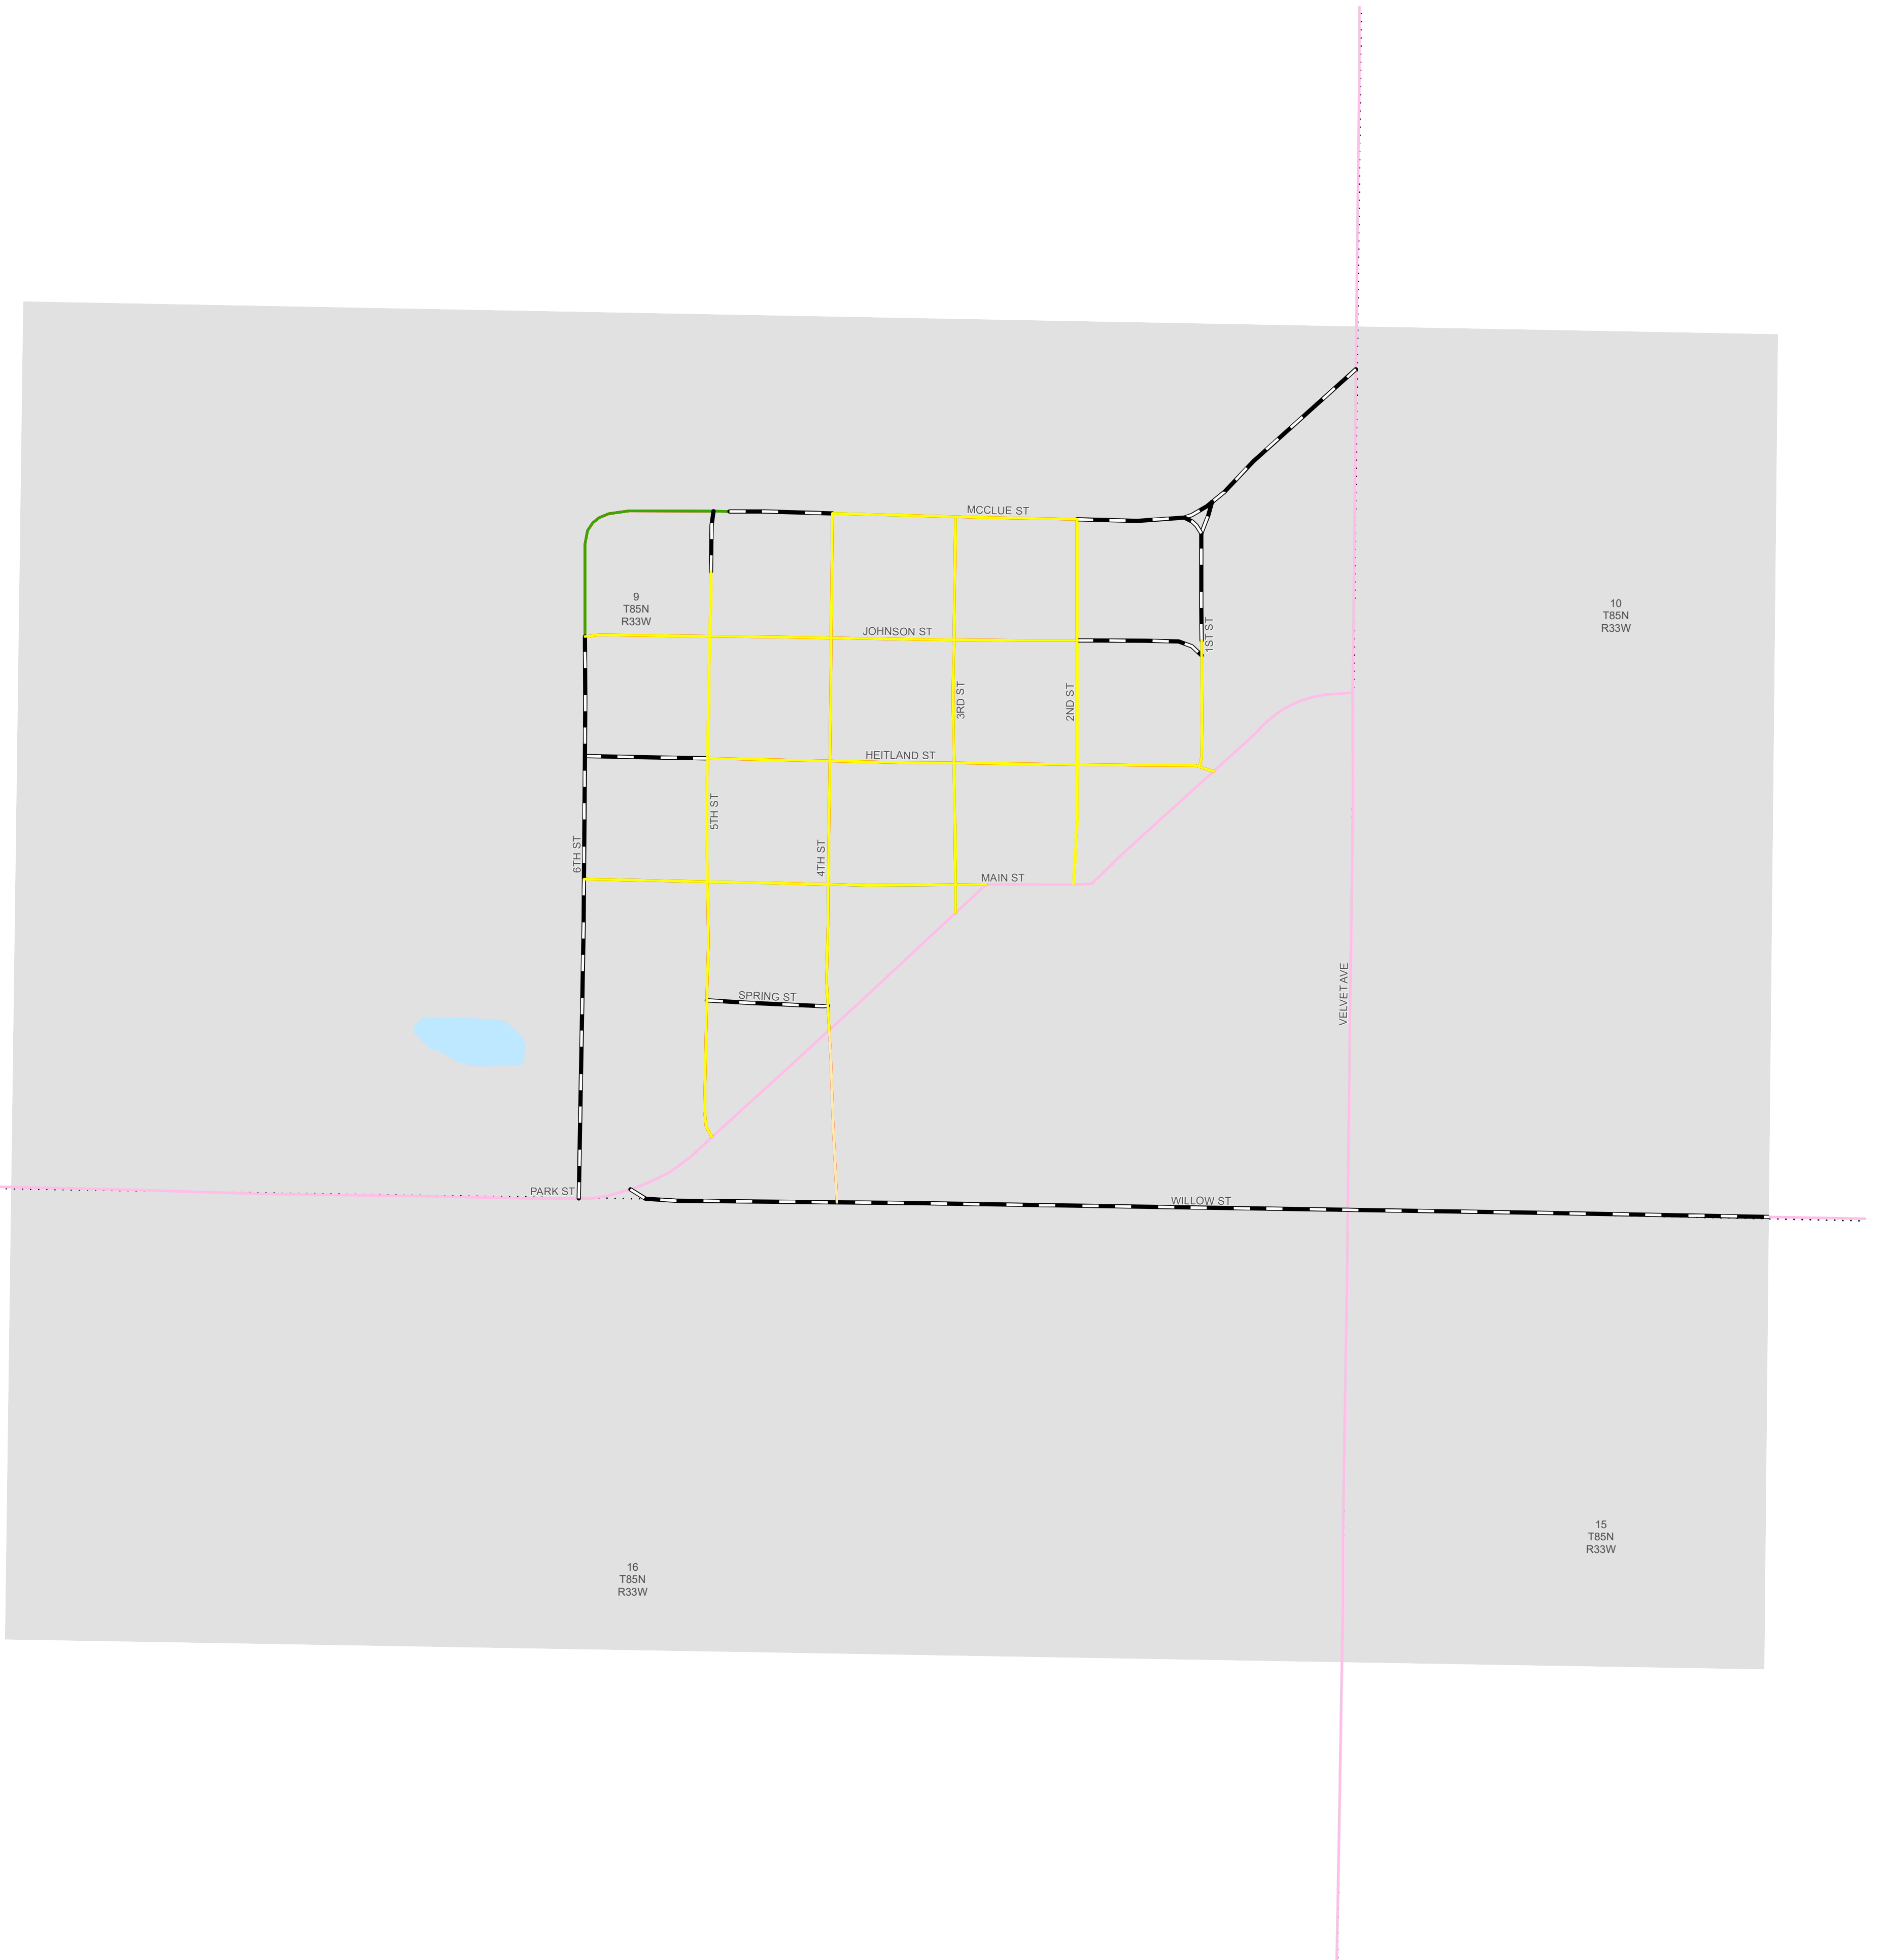 MCCLUE ST
9
T85N
R33W
10
T85N
R33W
JOHNSON ST
1ST ST
3RD ST
2ND ST
HEITLAND ST
5TH ST
6TH ST
4TH ST
MAIN ST
SPRING ST
VELVET AVE
PARK ST
WILLOW ST
15
T85N
R33W
16
T85N
R33W